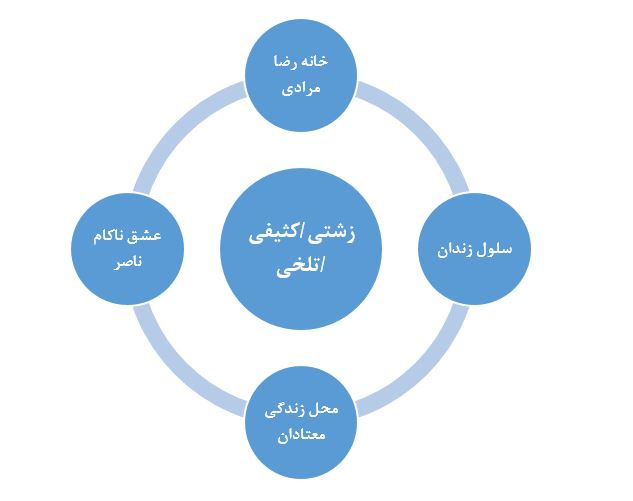 خانه رضا
مرادی
زشتی /کثیفی
/تلخی
سلول زندان
محل زندگی
معتادان
عشق ناکام
ناصر